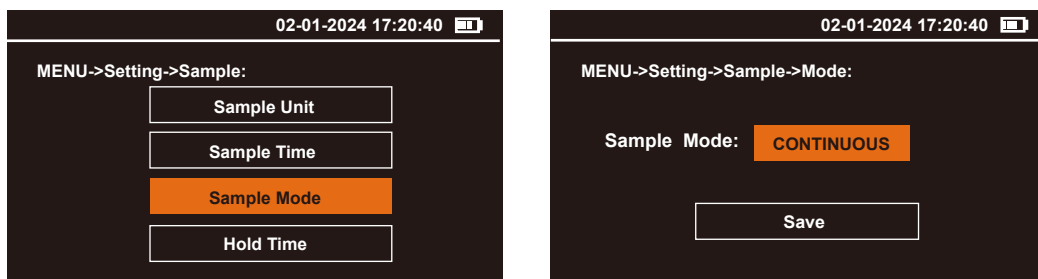 02-01-2024 17:20:40
MENU->Setting->Sample:
Sample Unit
Sample Time
Sample Mode
Hold Time
02-01-2024 17:20:40
MENU->Setting->Sample->Mode:
Sample Mode: CONTINUOUS
Save